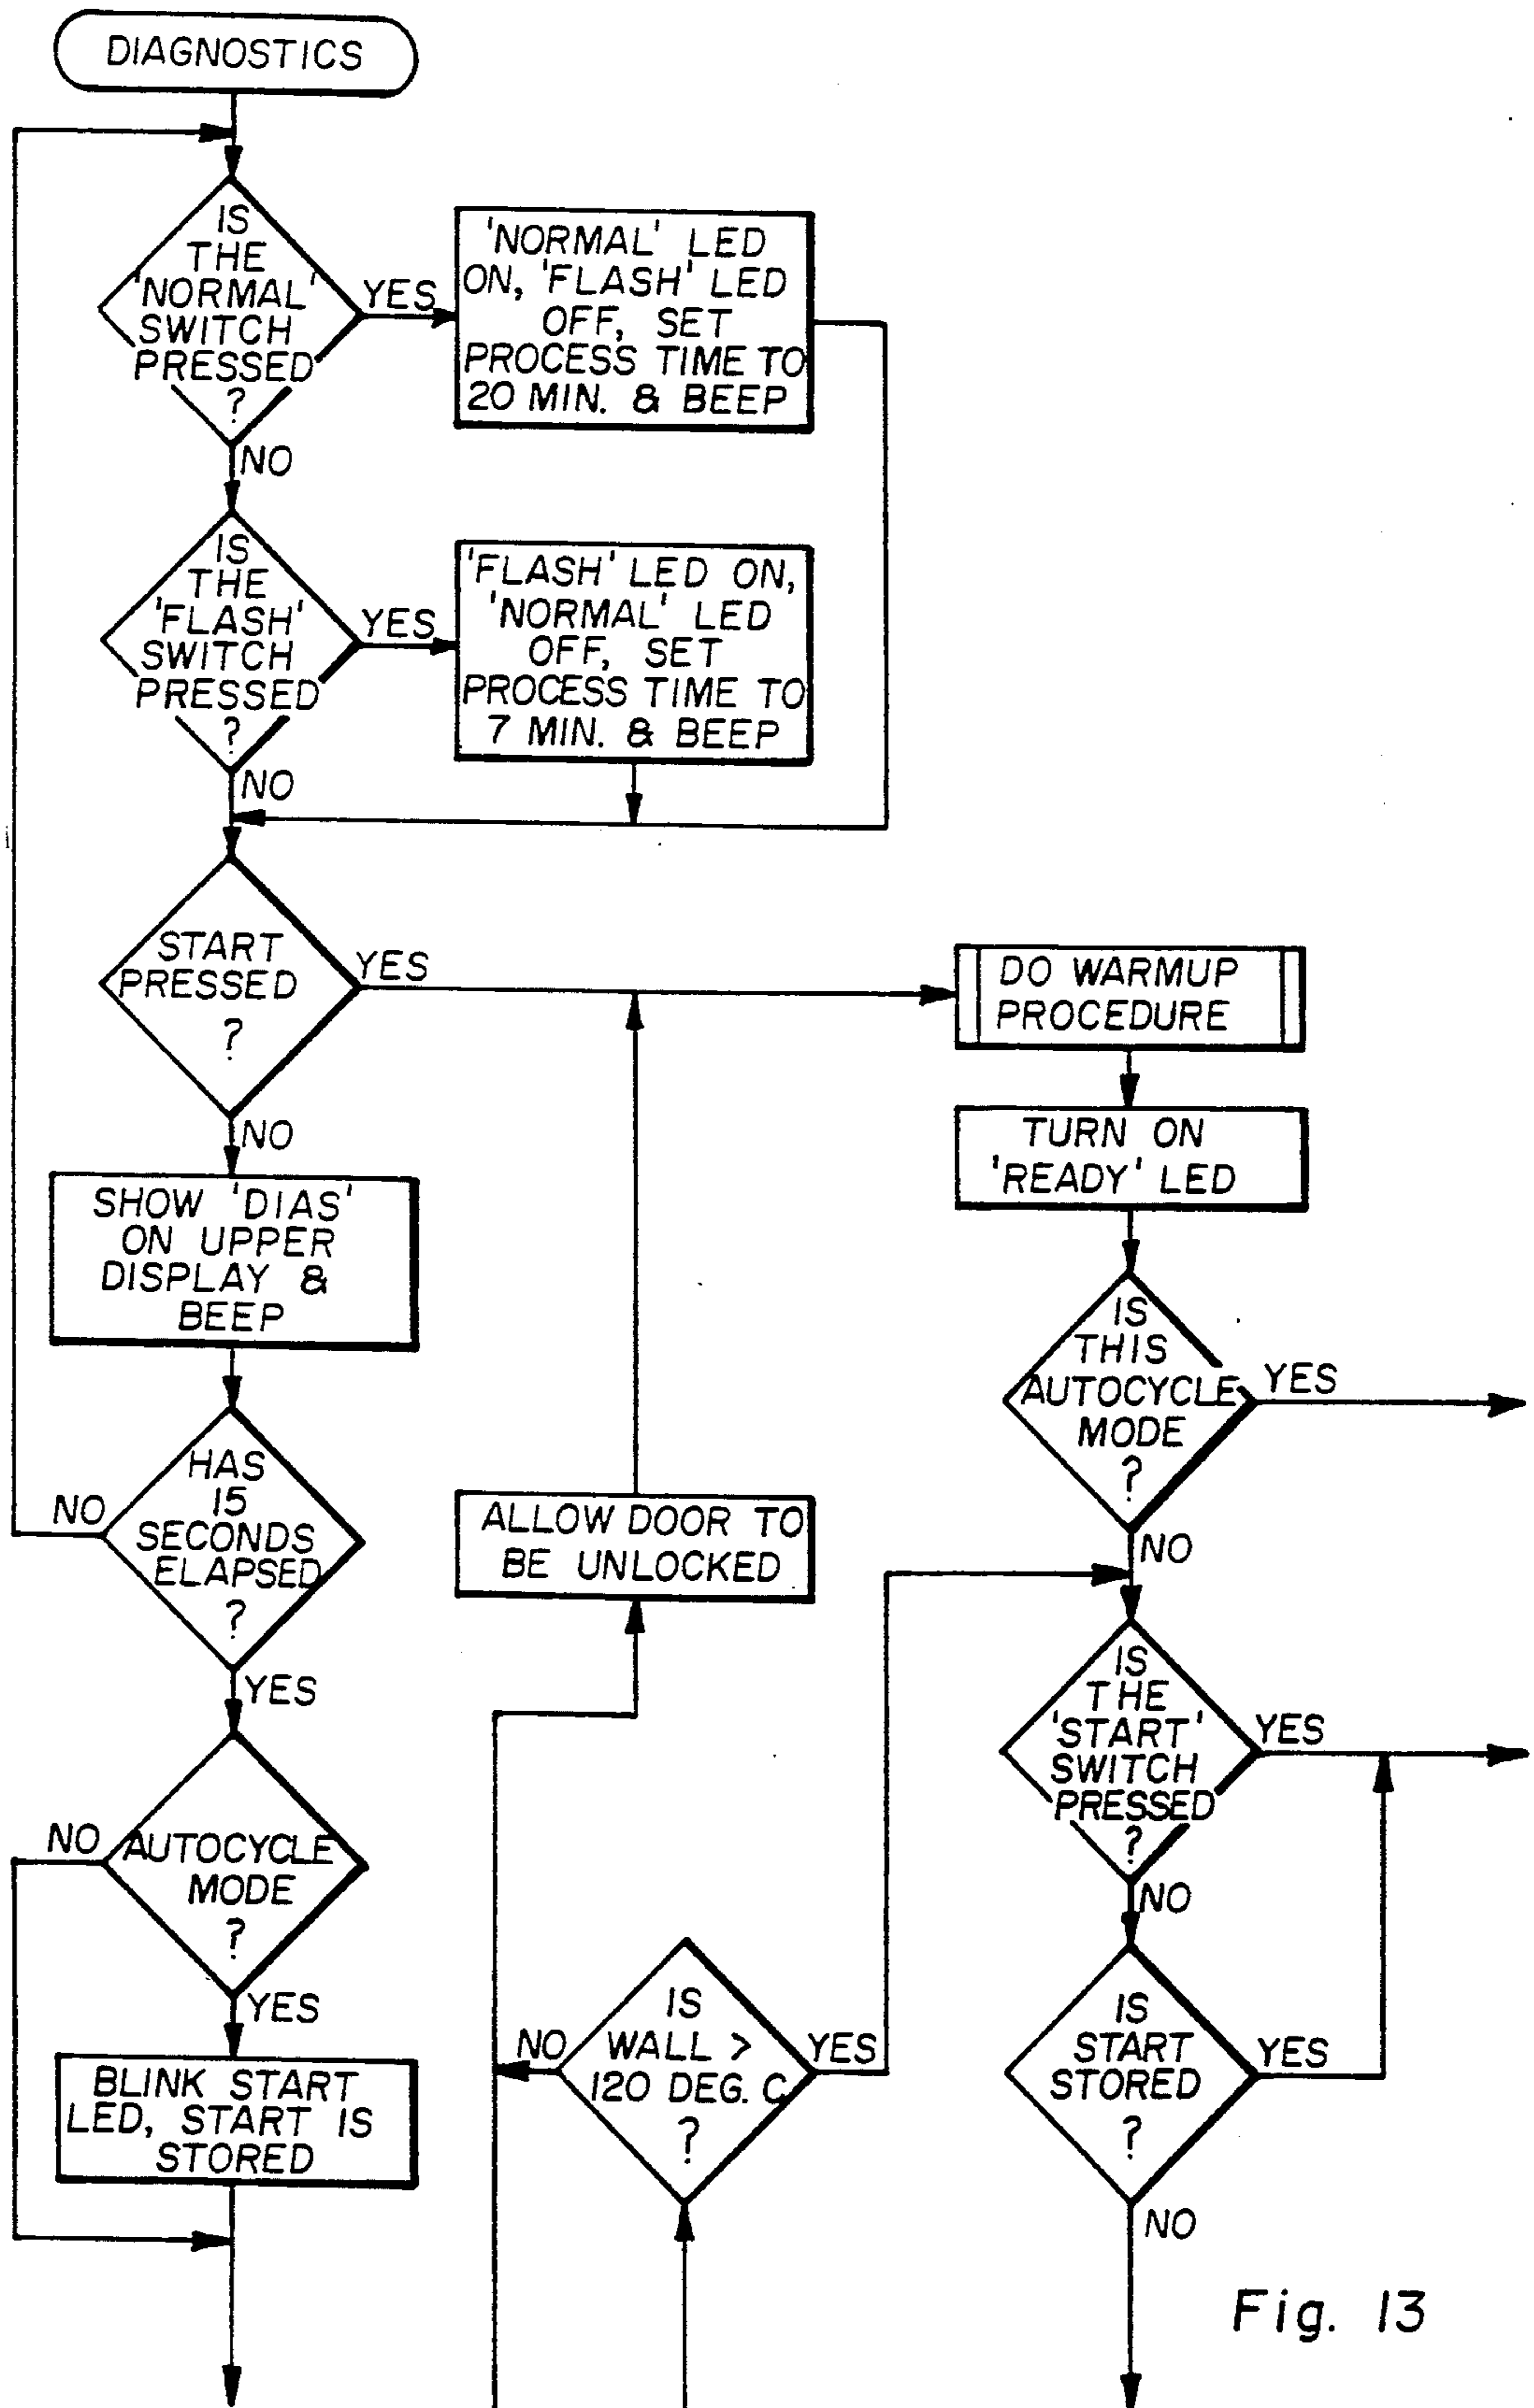 DIAGNOSTICS
IS
THE
'NORMAL'
SWITCH
PRESSED
?
YES
'NORMAL' LED
ON, 'FLASH' LED
OFF, SET
PROCESS TIME TO
20 MIN. & BEEP
NO
IS
THE
'FLASH'
SWITCH
PRESSED
?
YES
'FLASH' LED ON,
'NORMAL' LED
OFF, SET
PROCESS TIME TO
7 MIN. & BEEP
NO
START
PRESSED
?
YES
DO WARMUP
PROCEDURE
NO
TURN ON
'READY' LED
SHOW 'DIAS'
ON UPPER
DISPLAY &
BEEP
IS
THIS
AUTOCYCLE
MODE
?
YES
NO
HAS
15
SECONDS
ELAPSED
?
NO
YES
ALLOW DOOR TO
BE UNLOCKED
IS
THE
'START'
SWITCH
PRESSED
?
YES
NO
AUTOCYCLE
MODE
?
NO
YES
BLINK START
LED, START IS
STORED
IS
WALL >
120 DEG. C
?
NO
YES
IS
START
STORED
?
YES
NO
Fig. 13